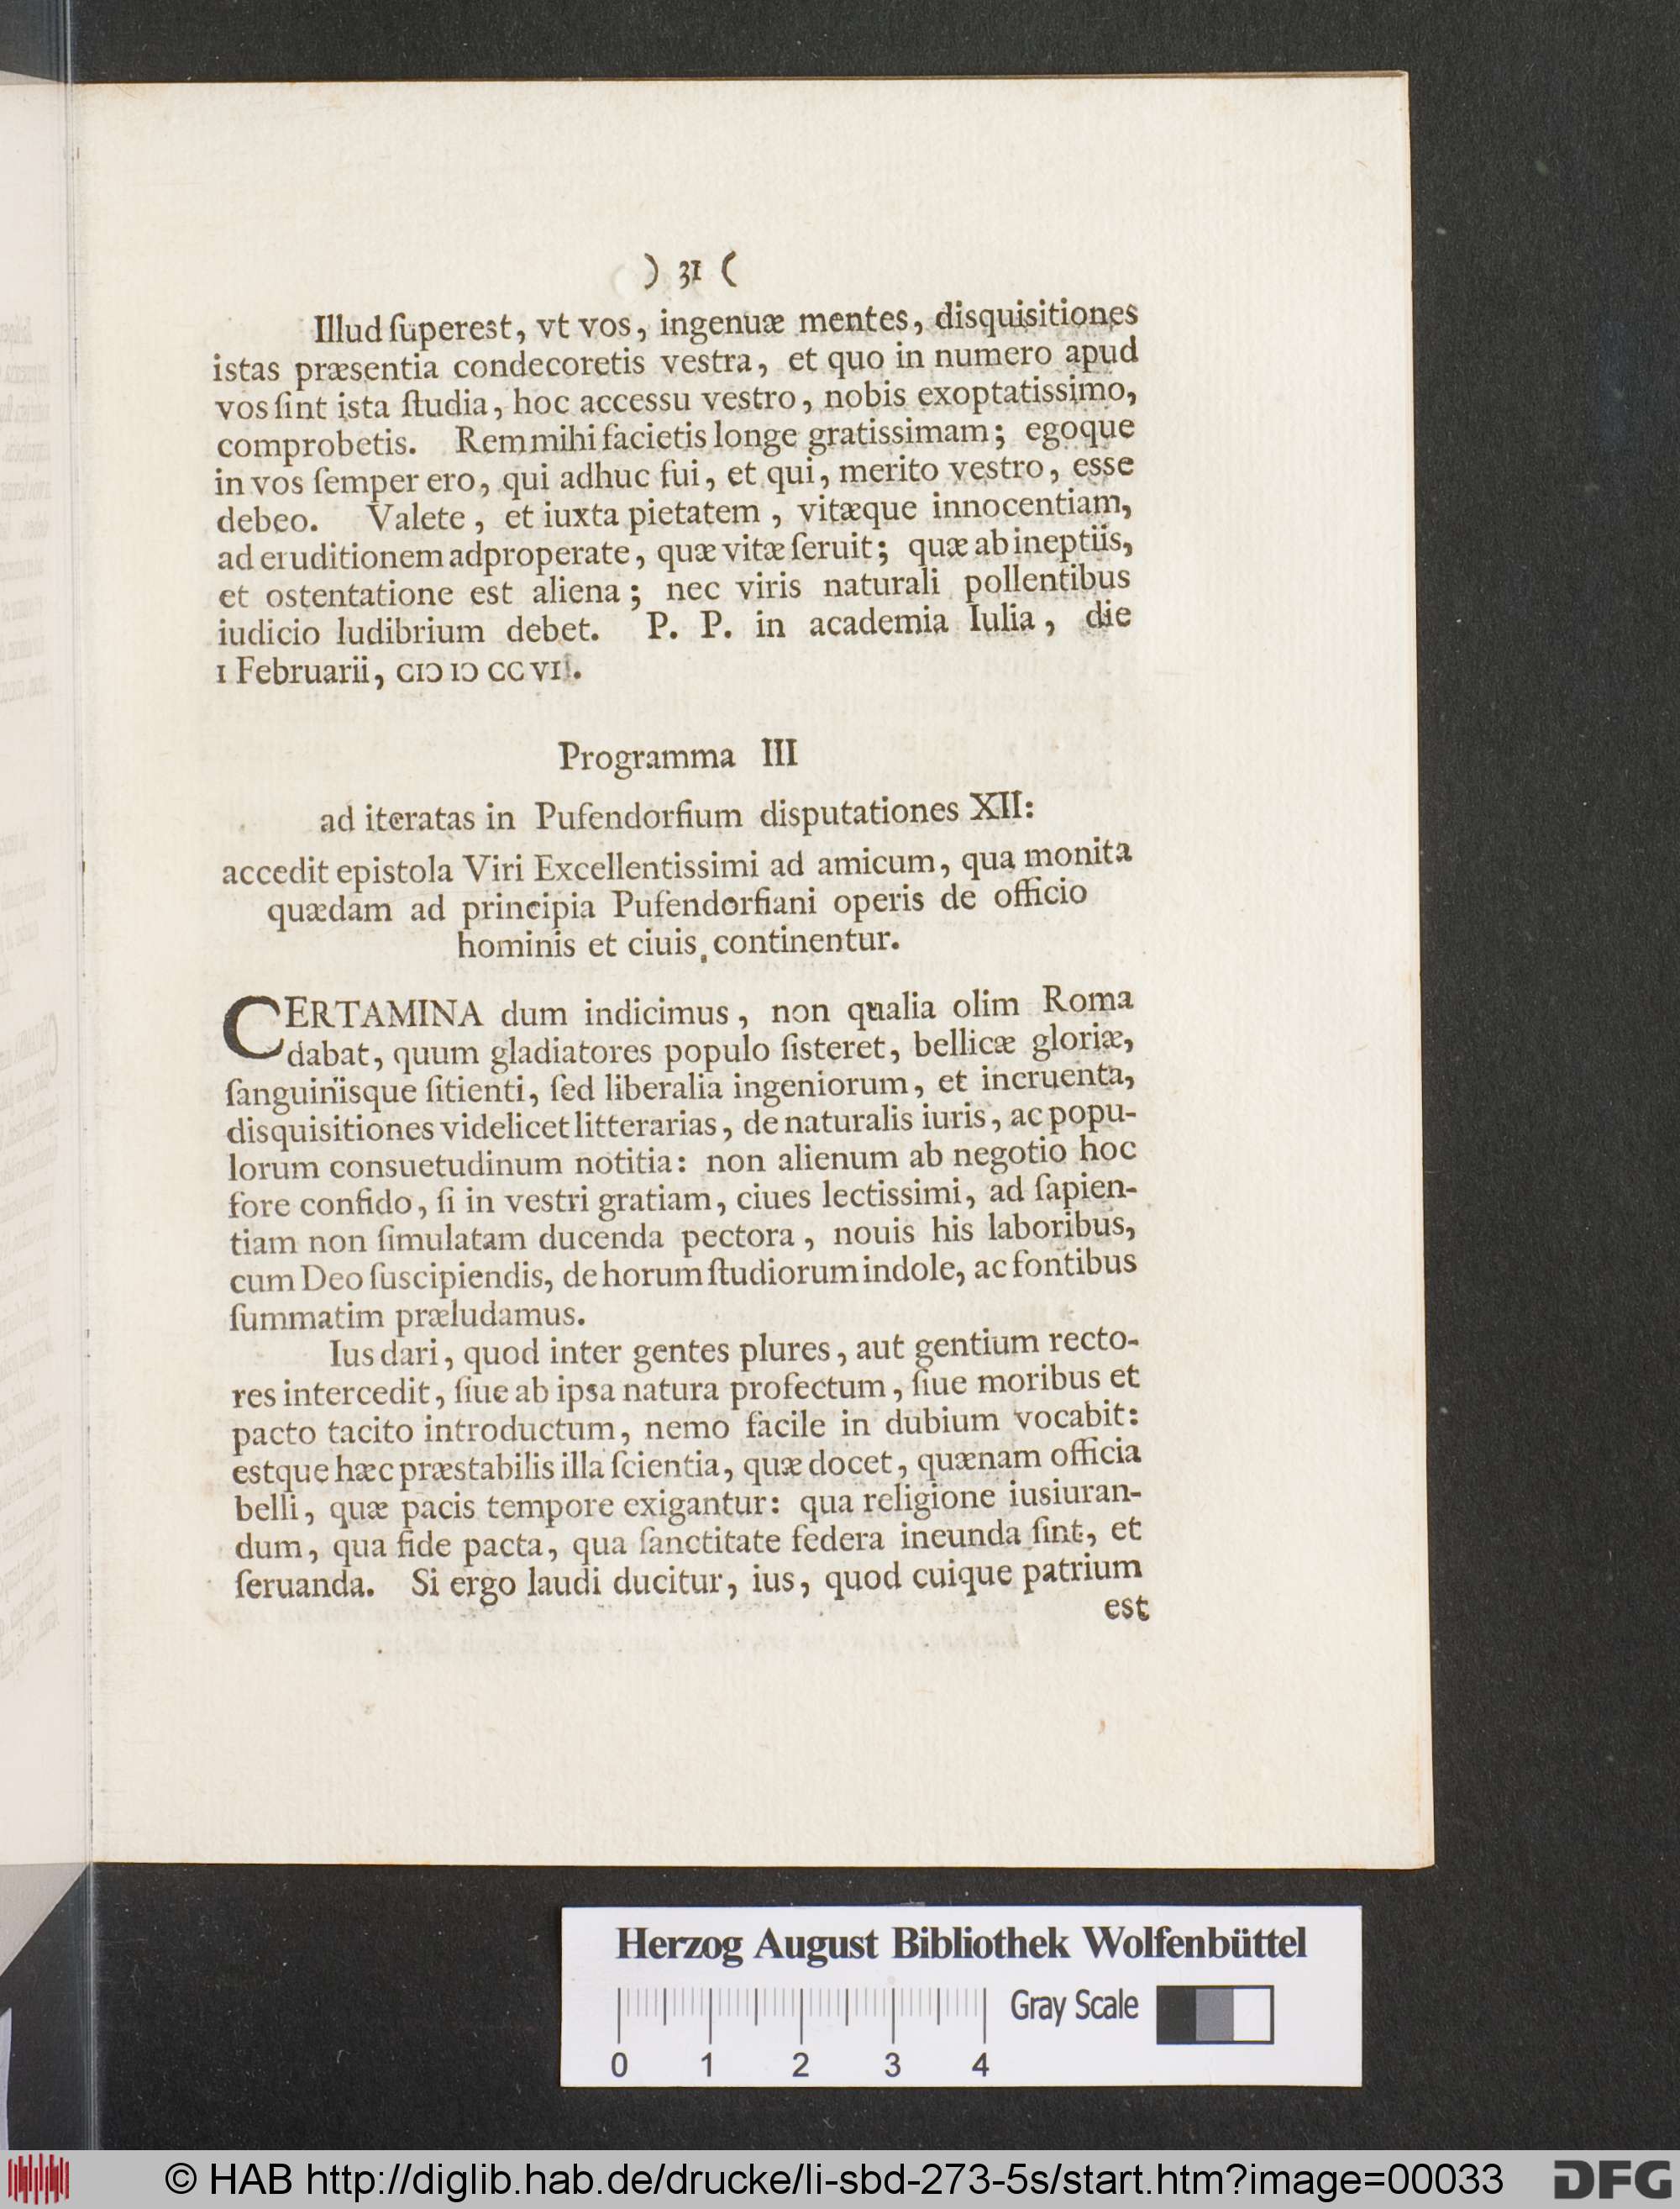 ) 31 (
Illud ſuperest, vt vos, ingenuæ mentes, disquisitiones
istas præsentia condecoretis vestra, et quo in numero apud
vos ſint ista ſtudia, hoc accessu vestro, nobis exoptatissimo,
comprobetis. Rem mihi facietis longe gratissimam; egoque
in vos ſemper ero, qui adhuc fui, et qui, merito vestro, esse
debeo. Valete, et iuxta pietatem, vitæque innocentiam,
ad eruditionem adproperate, quæ vitæ ſeruit; quæ ab ineptiis,
et ostentatione est aliena; nec viris naturali pollentibus
iudicio ludibrium debet. P. P. in academia Iulia, die
1 Februarii, CIↃ IↃ CC VII.
Programma III
ad iteratas in Pufendorfium disputationes XII:
accedit epistola Viri Excellentissimi ad amicum, qua monita
quædam ad principia Pufendorfiani operis de officio
hominis et ciuis, continentur.
CERTAMINA dum indicimus, non qualia olim Roma
dabat, quum gladiatores populo ſisteret, bellicæ gloriæ,
ſanguinisque ſitienti, ſed liberalia ingeniorum, et incruenta,
disquisitiones videlicet litterarias, de naturalis iuris, ac popu-
lorum consuetudinum notitia: non alienum ab negotio hoc
fore confido, ſi in vestri gratiam, ciues lectissimi, ad ſapien-
tiam non ſimulatam ducenda pectora, nouis his laboribus,
cum Deo ſuscipiendis, de horum ſtudiorum indole, ac fontibus
ſummatim præludamus.
Ius dari, quod inter gentes plures, aut gentium recto-
res intercedit, ſiue ab ipsa natura profectum, ſiue moribus et
pacto tacito introductum, nemo facile in dubium vocabit:
estque hæc præstabilis illa ſcientia, quæ docet, quænam officia
belli, quæ pacis tempore exigantur: qua religione iusiuran-
dum, qua fide pacta, qua ſanctitate federa ineunda ſint, et
ſeruanda. Si ergo laudi ducitur, ius, quod cuique patrium
est
Herzog August Bibliothek Wolfenbüttel
Gray Scale
0 1 2 3 4
© HAB http://diglib.hab.de/drucke/li-sbd-273-5s/start.htm?image=00033
DFG